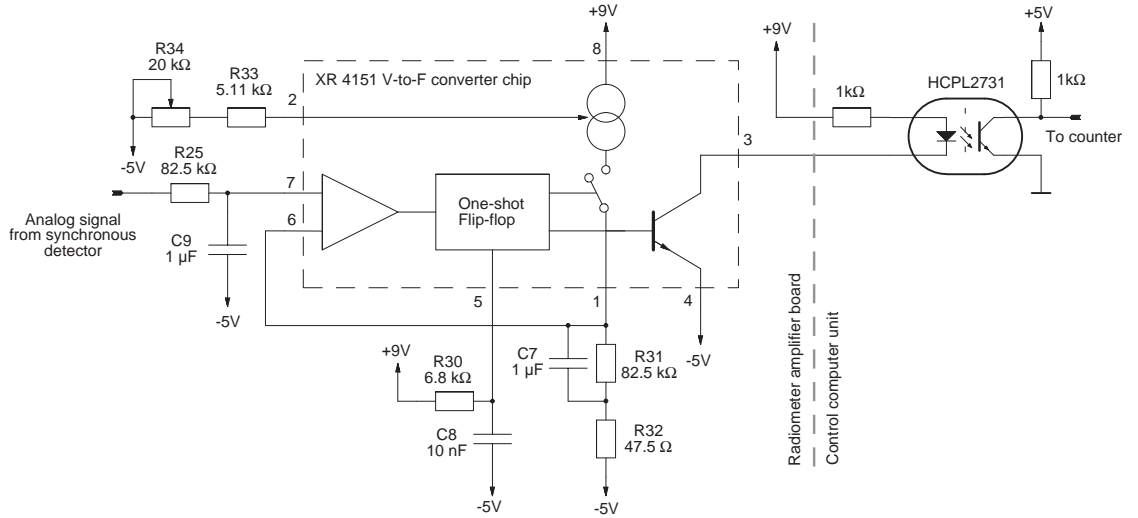 +9V
+5V
R34
20 kΩ
XR 4151 V-to-F converter chip
8
+9V
R33
5.11 kΩ
2
1kΩ
HCPL2731
1kΩ
To counter
-5V
R25
82.5 kΩ
3
7
6
One-shot
Flip-flop
Analog signal
from synchronous
detector
C9
1 µF
-5V
5
1
4
-5V
+9V
R30
6.8 kΩ
C7
1 µF
R31
82.5 kΩ
C8
10 nF
R32
47.5 Ω
-5V
-5V
Radiometer amplifier board
Control computer unit